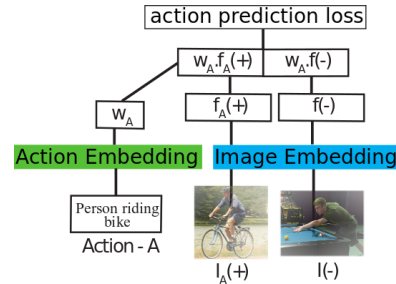 action prediction loss
w_A.f_A(+) w_A.f(-)
w_A f_A(+) f(-)
Action Embedding Image Embedding
Person riding
bike
Action - A I_A(+) I(-)